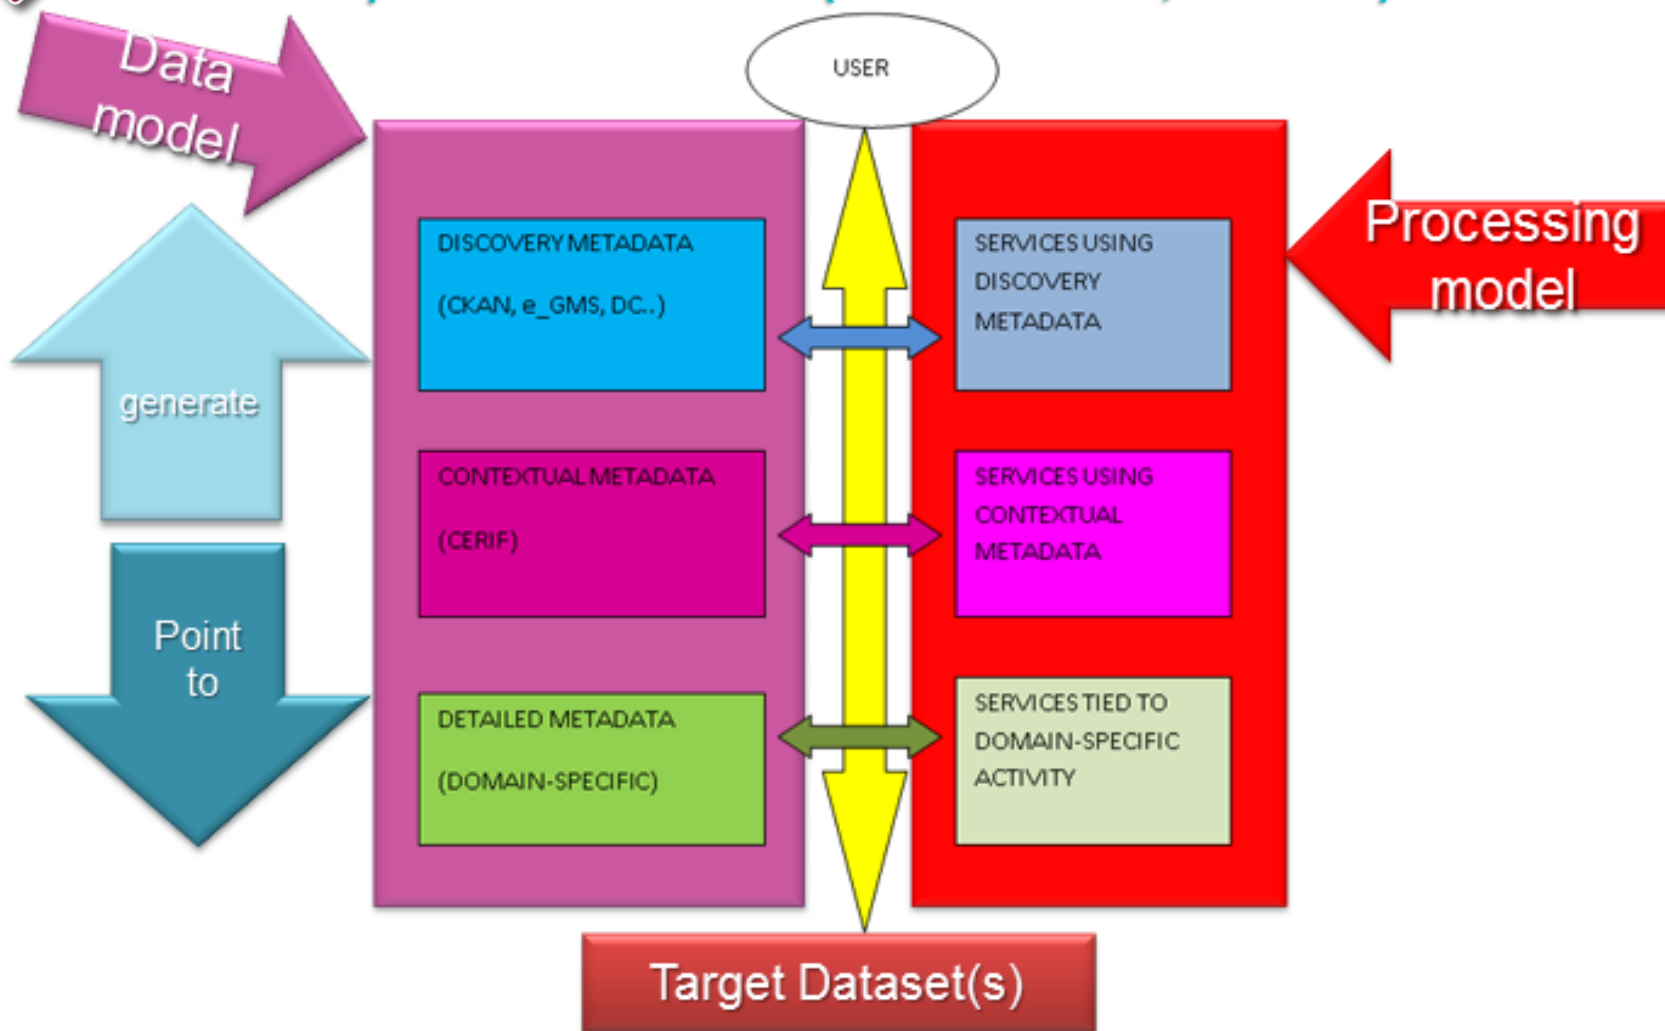 Data
model
USER
DISCOVERY METADATA
(CKAN, e_GMS, DC..)
SERVICES USING
DISCOVERY
METADATA
Processing
model
generate
CONTEXTUAL METADATA
(CERIF)
SERVICES USING
CONTEXTUAL
METADATA
Point
to
DETAILED METADATA
(DOMAIN-SPECIFIC)
SERVICES TIED TO
DOMAIN-SPECIFIC
ACTIVITY
Target Dataset(s)